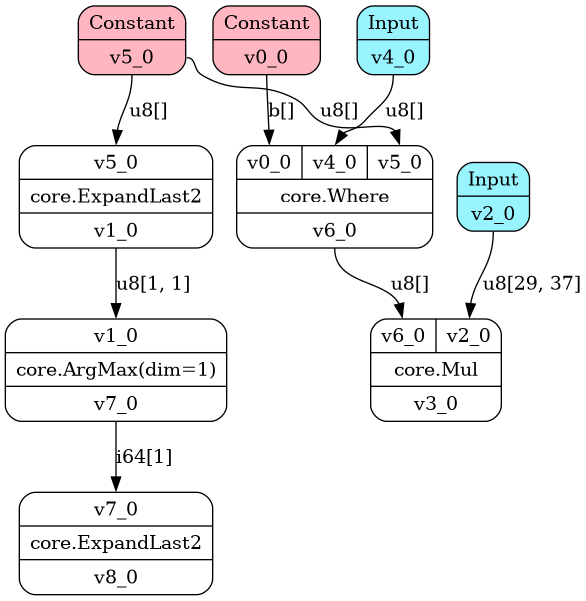 Constant
v5_0
Constant
v0_0
Input
v4_0
u8[]
b[]
u8[]
u8[]
v5_0
core.ExpandLast2
v1_0
v0_0 v4_0 v5_0
core.Where
v6_0
Input
v2_0
u8[1, 1]
u8[]
u8[29, 37]
v1_0
core.ArgMax(dim=1)
v7_0
v6_0 v2_0
core.Mul
v3_0
i64[1]
v7_0
core.ExpandLast2
v8_0